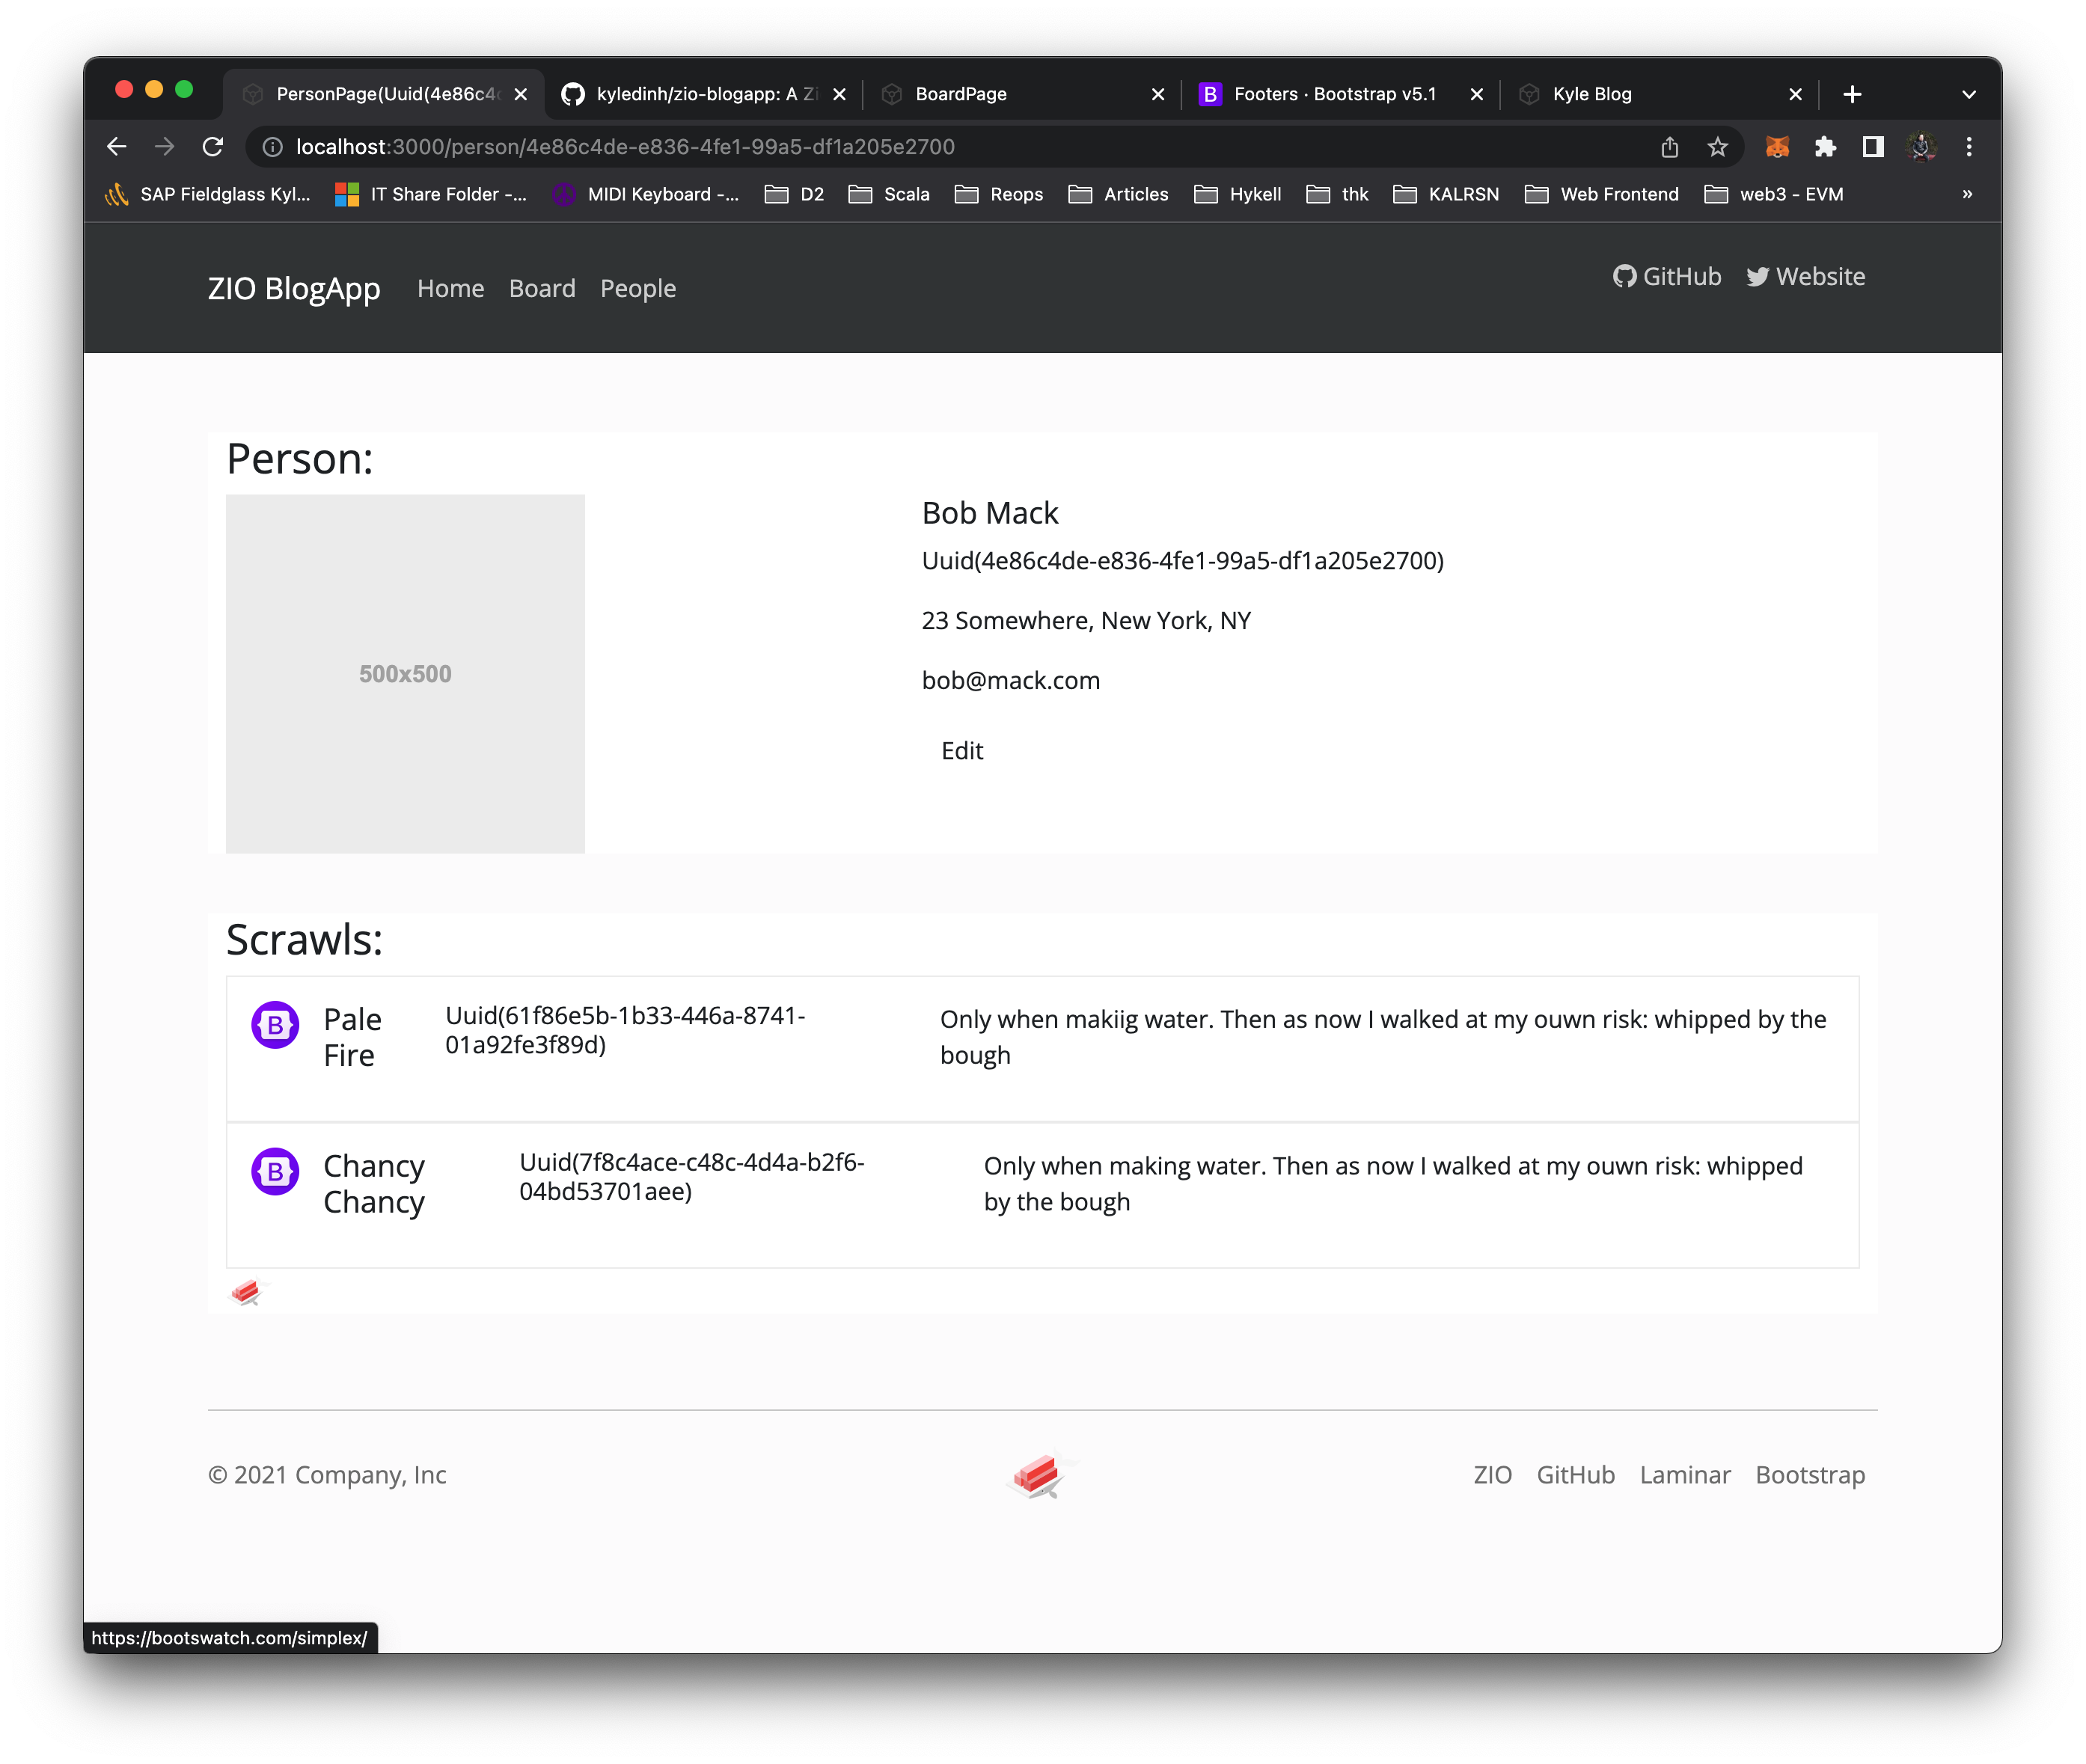 PersonPage(Uuid(4e86c4d
kyledinh/zio-blogapp: A Zi
BoardPage
Footers · Bootstrap v5.1
Kyle Blog
localhost:3000/person/4e86c4de-e836-4fe1-99a5-df1a205e2700
SAP Fieldglass Kyl...
IT Share Folder -...
MIDI Keyboard -...
D2
Scala
Reops
Articles
Hykell
thk
KALRSN
Web Frontend
web3 - EVM
»
ZIO BlogApp
Home
Board
People
GitHub
Website
Person:
500x500
Bob Mack
Uuid(4e86c4de-e836-4fe1-99a5-df1a205e2700)
23 Somewhere, New York, NY
bob@mack.com
Edit
Scrawls:
B
Pale
Fire
Uuid(61f86e5b-1b33-446a-8741-
01a92fe3f89d)
Only when makiig water. Then as now I walked at my ouwn risk: whipped by the
bough
B
Chancy
Chancy
Uuid(7f8c4ace-c48c-4d4a-b2f6-
04bd53701aee)
Only when making water. Then as now I walked at my ouwn risk: whipped
by the bough
© 2021 Company, Inc
ZIO
GitHub
Laminar
Bootstrap
https://bootswatch.com/simplex/